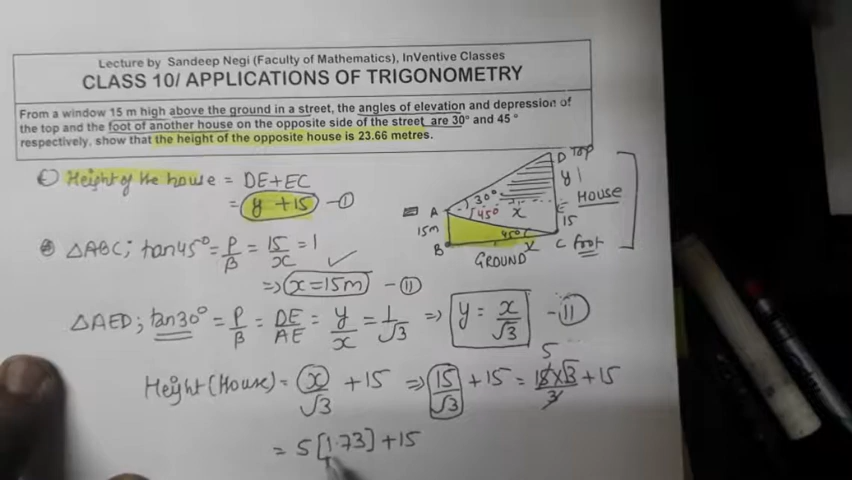 Lecture by Sandeep Negi (Faculty of Mathematics), InVentive Classes
CLASS 10/ APPLICATIONS OF TRIGONOMETRY
From a window 15 m high above the ground in a street, the angles of elevation and depression of
the top and the foot of another house on the opposite side of the street are 30° and 45 °
respectively, show that the height of the opposite house is 23.66 metres.
Height of the house = DE+EC
= y +15 -①
△ABC; tan45° = P/B = 15/x = 1
=> x=15m -⑪
△AED; tan30° = P/B = DE/AE = y/x = 1/√3 => y = x/√3 -⑪
Height(House) = x/√3 + 15 => 15/√3 + 15 = 15×√3/3 + 15
5
= 5[1.73] +15
D Top
y
30°
House
A
45°
x
E
15m
15
B
45°
x
C foot
GROUND